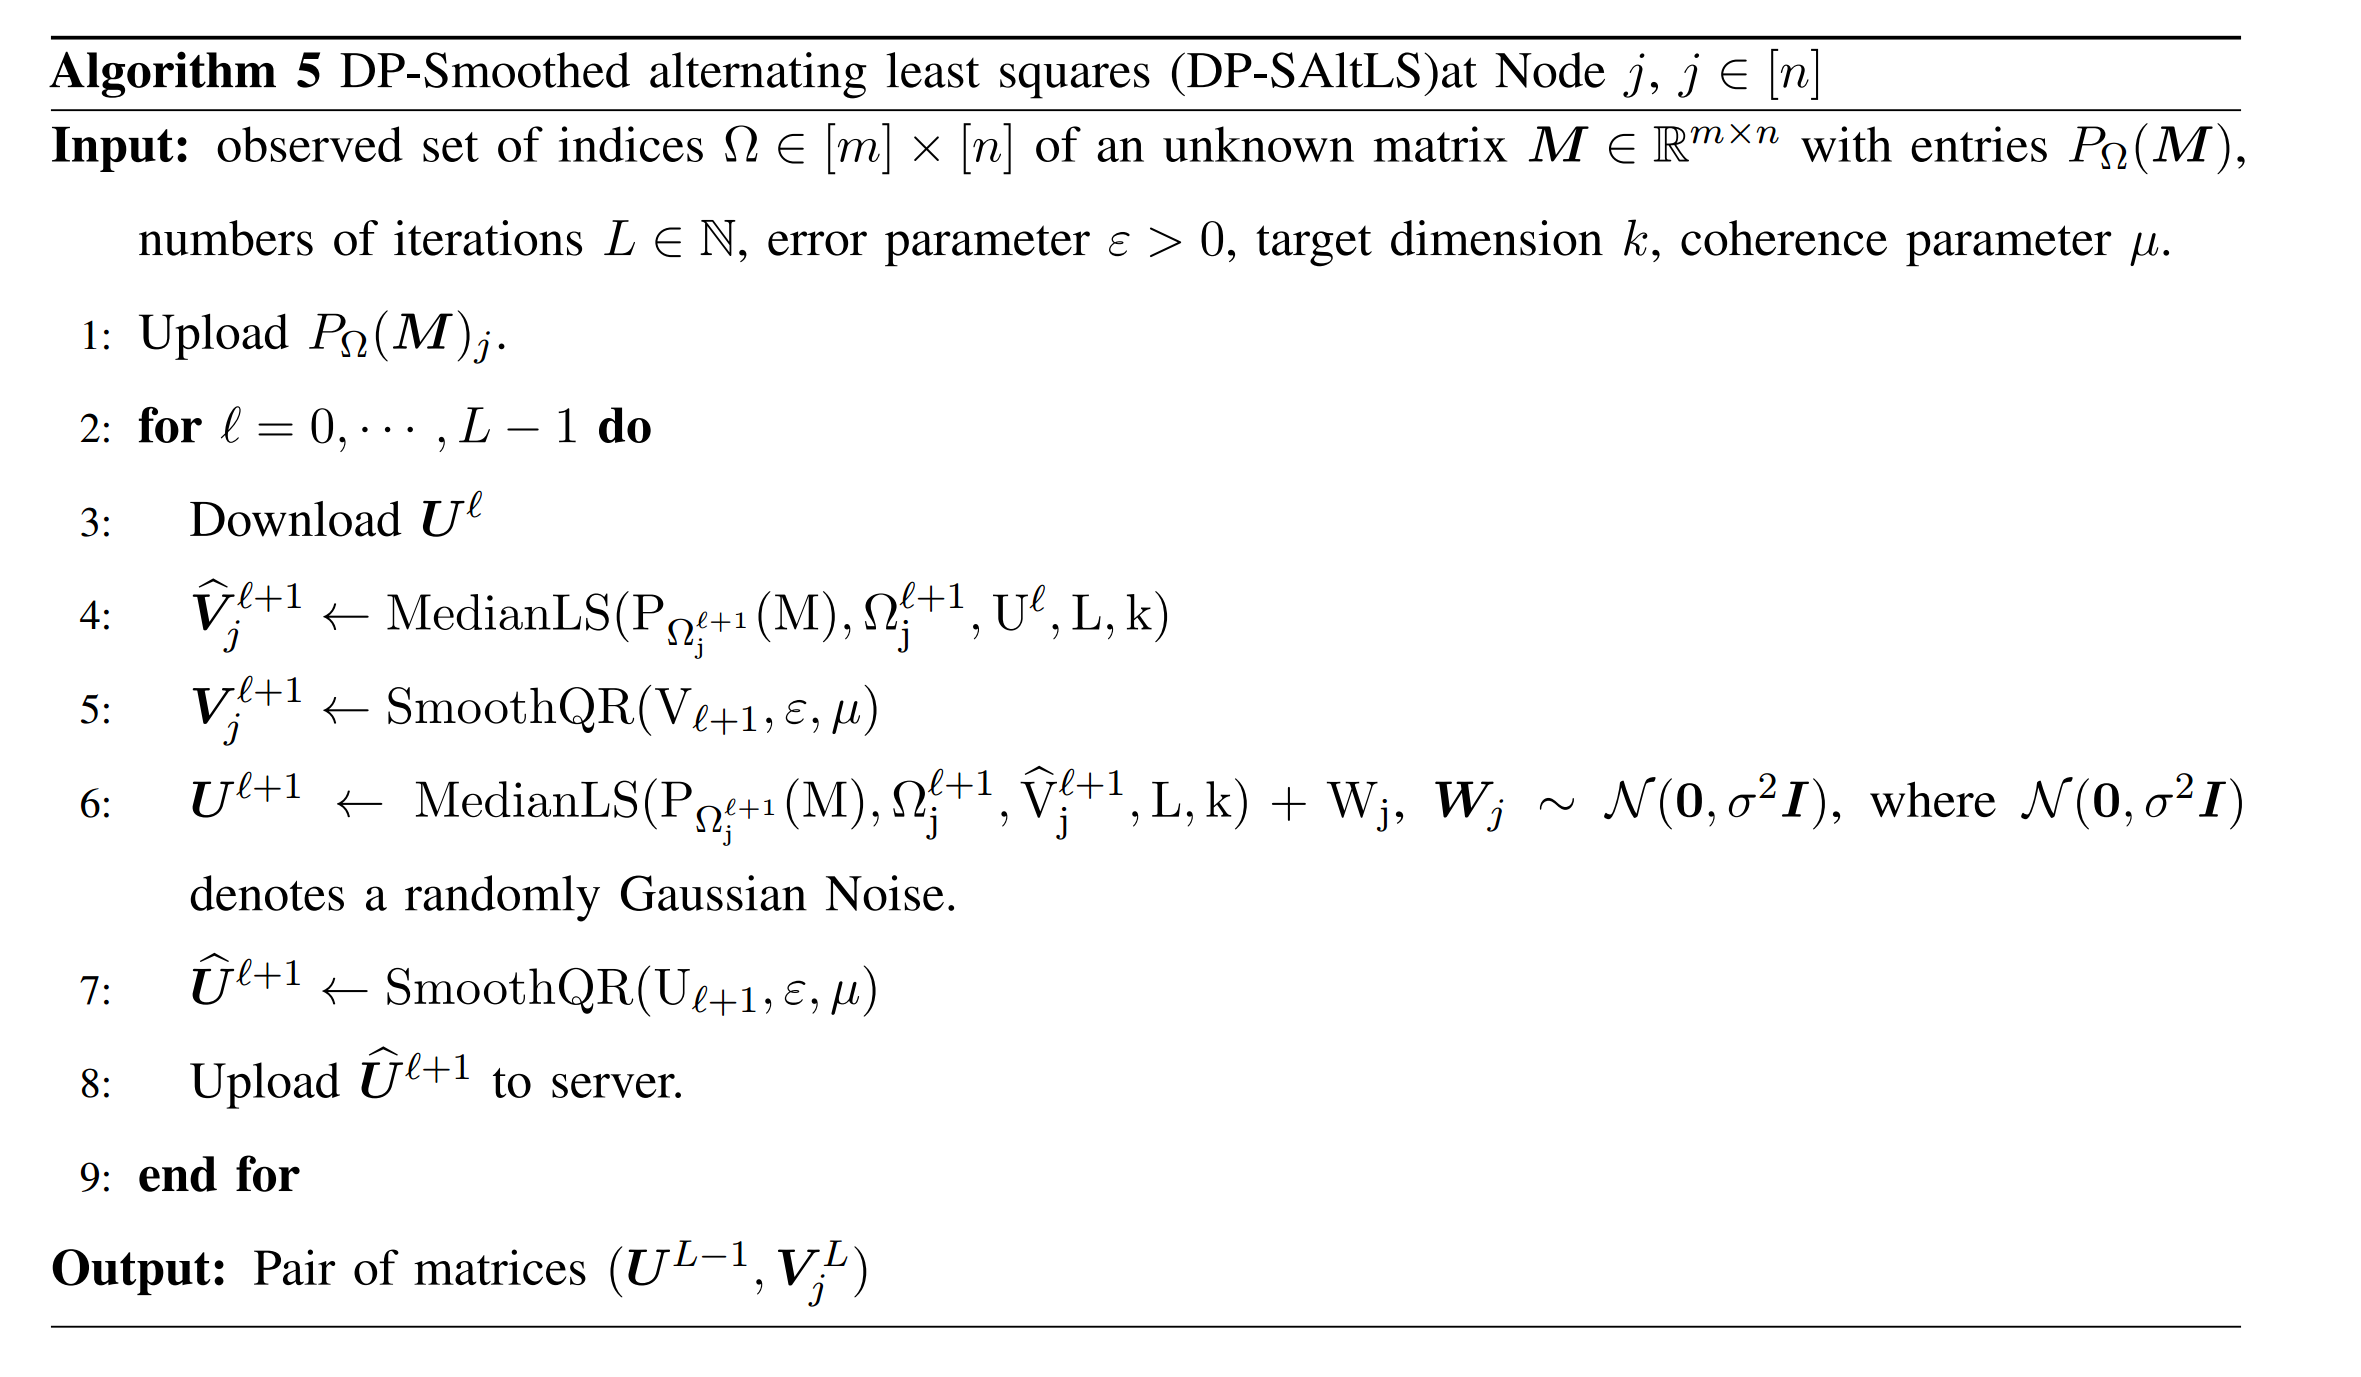 Algorithm 5 DP-Smoothed alternating least squares (DP-SAltLS)at Node $j$, $j \in [n]$
Input: observed set of indices $\Omega \in [m] \times [n]$ of an unknown matrix $\boldsymbol{M} \in \mathbb{R}^{m \times n}$ with entries $P_{\Omega}(\boldsymbol{M})$,
numbers of iterations $L \in \mathbb{N}$, error parameter $\varepsilon > 0$, target dimension $k$, coherence parameter $\mu$.
1: Upload $P_{\Omega}(\boldsymbol{M})_j$.
2: for $\ell = 0, \cdots, L - 1$ do
3: Download $\boldsymbol{U}^{\ell}$
4: $\widehat{\boldsymbol{V}}_j^{\ell+1} \leftarrow \mathrm{MedianLS}(\mathrm{P}_{\Omega_{\mathrm{j}}^{\ell+1}}(\mathrm{M}), \Omega_{\mathrm{j}}^{\ell+1}, \mathrm{U}^{\ell}, \mathrm{L}, \mathrm{k})$
5: $\boldsymbol{V}_j^{\ell+1} \leftarrow \mathrm{SmoothQR}(\mathrm{V}_{\ell+1}, \varepsilon, \mu)$
6: $\boldsymbol{U}^{\ell+1} \leftarrow \mathrm{MedianLS}(\mathrm{P}_{\Omega_{\mathrm{j}}^{\ell+1}}(\mathrm{M}), \Omega_{\mathrm{j}}^{\ell+1}, \widehat{\mathrm{V}}_{\mathrm{j}}^{\ell+1}, \mathrm{L}, \mathrm{k}) + \mathrm{W}_{\mathrm{j}}$, $\boldsymbol{W}_j \sim \mathcal{N}(\mathbf{0}, \sigma^2 \boldsymbol{I})$, where $\mathcal{N}(\mathbf{0}, \sigma^2 \boldsymbol{I})$
denotes a randomly Gaussian Noise.
7: $\widehat{\boldsymbol{U}}^{\ell+1} \leftarrow \mathrm{SmoothQR}(\mathrm{U}_{\ell+1}, \varepsilon, \mu)$
8: Upload $\widehat{\boldsymbol{U}}^{\ell+1}$ to server.
9: end for
Output: Pair of matrices $(\boldsymbol{U}^{L-1}, \boldsymbol{V}_j^L)$